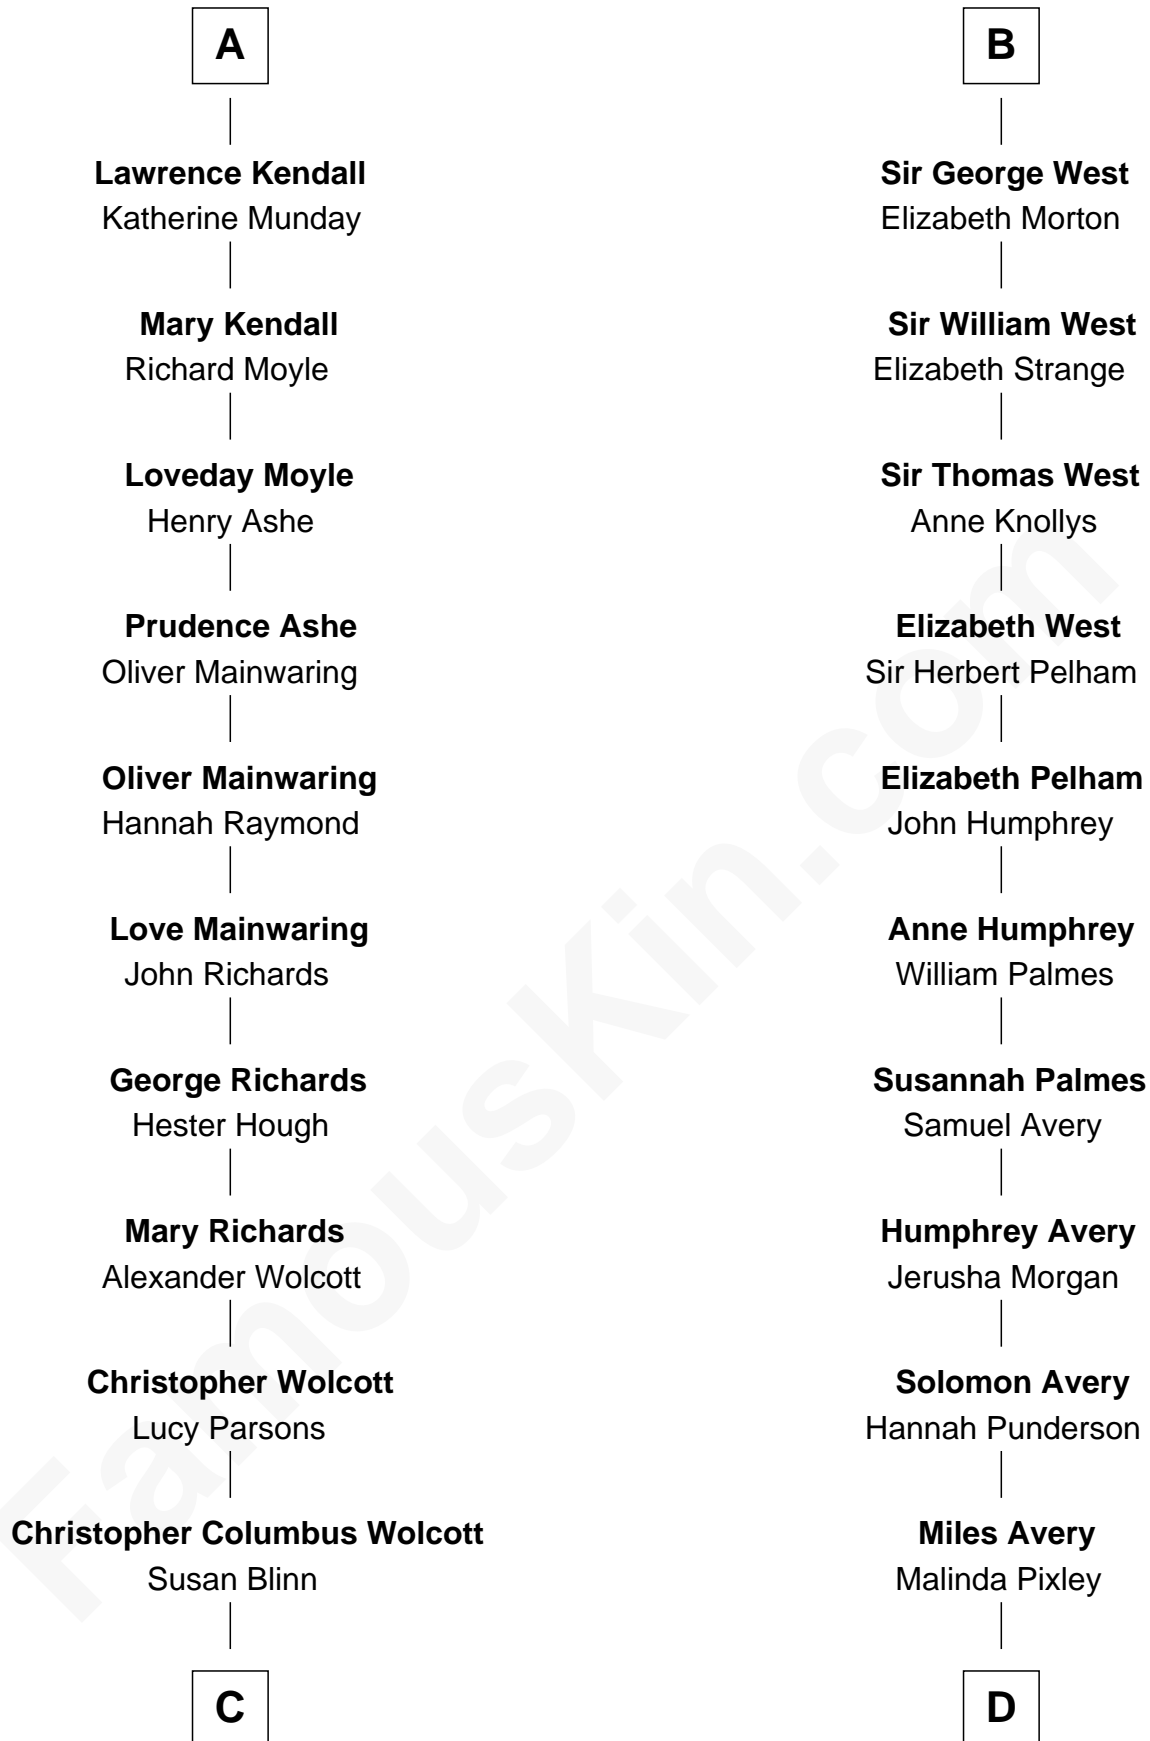 A
Lawrence Kendall
Katherine Munday
Mary Kendall
Richard Moyle
Loveday Moyle
Henry Ashe
Prudence Ashe
Oliver Mainwaring
Oliver Mainwaring
Hannah Raymond
Love Mainwaring
John Richards
George Richards
Hester Hough
Mary Richards
Alexander Wolcott
Christopher Wolcott
Lucy Parsons
Christopher Columbus Wolcott
Susan Blinn
C
B
Sir George West
Elizabeth Morton
Sir William West
Elizabeth Strange
Sir Thomas West
Anne Knollys
Elizabeth West
Sir Herbert Pelham
Elizabeth Pelham
John Humphrey
Anne Humphrey
William Palmes
Susannah Palmes
Samuel Avery
Humphrey Avery
Jerusha Morgan
Solomon Avery
Hannah Punderson
Miles Avery
Malinda Pixley
D
FamousKin.com